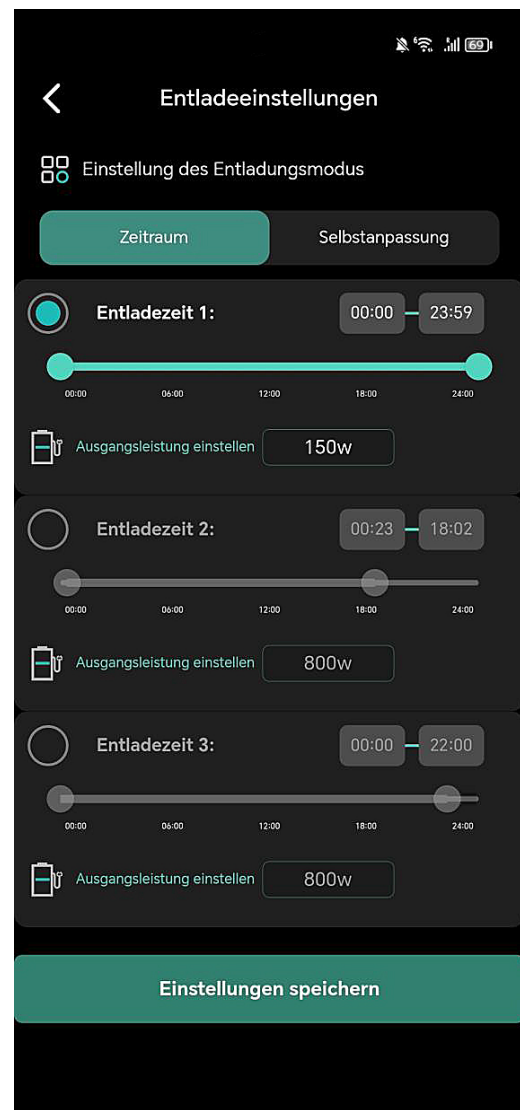 6
69
Entladeeinstellungen
Einstellung des Entladungsmodus
Zeitraum Selbstanpassung
Entladezeit 1: 00:00 – 23:59
00:00 06:00 12:00 18:00 24:00
Ausgangsleistung einstellen 150w
Entladezeit 2: 00:23 – 18:02
00:00 06:00 12:00 18:00 24:00
Ausgangsleistung einstellen 800w
Entladezeit 3: 00:00 – 22:00
00:00 06:00 12:00 18:00 24:00
Ausgangsleistung einstellen 800w
Einstellungen speichern